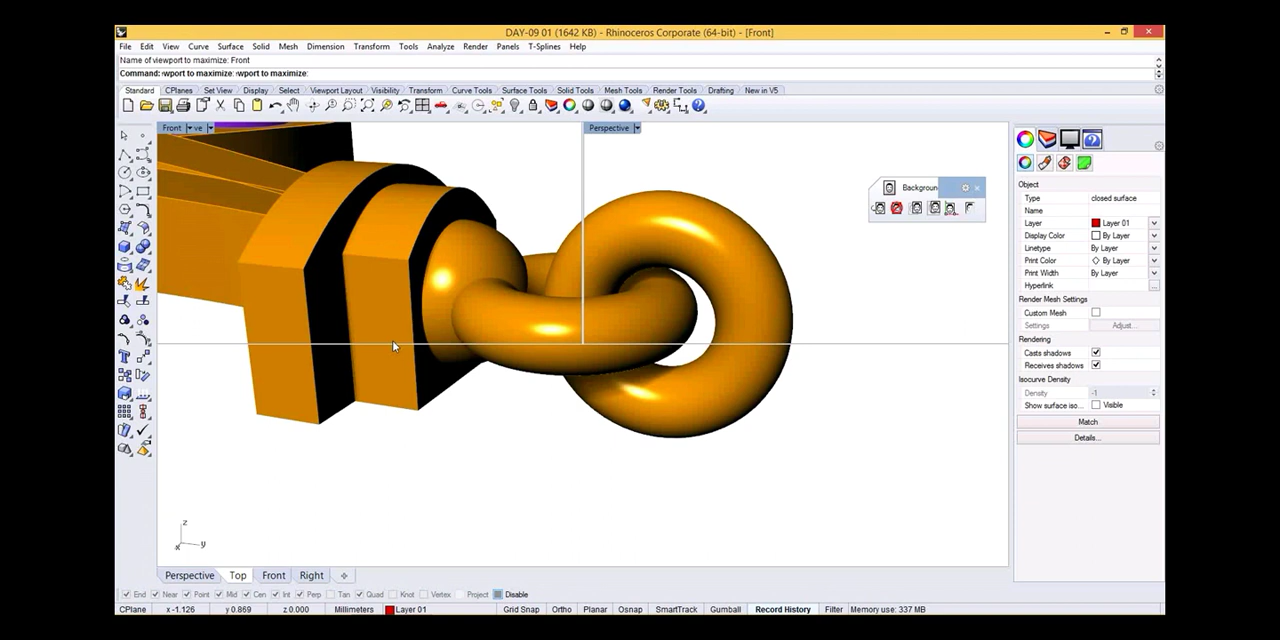 DAY-09 01 (1642 KB) - Rhinoceros Corporate (64-bit) - [Front]
File Edit View Curve Surface Solid Mesh Dimension Transform Tools Analyze Render Panels T-Splines Help
Name of viewport to maximize: Front
Command: wport to maximize: wport to maximize:
Standard CPlanes Set View Display Select Viewport Layout Visibility Transform Curve Tools Surface Tools Solid Tools Mesh Tools Render Tools Drafting New in V5
Front ve Perspective
Backgroun
Object
Type closed surface
Name
Layer Layer 01
Display Color By Layer
Linetype By Layer
Print Color By Layer
Print Width By Layer
Hyperlink ...
Render Mesh Settings
Custom Mesh
Settings Adjust...
Rendering
Casts shadows
Receives shadows
Isocurve Density
Density -1
Show surface iso... Visible
Match
Details...
z
x y
Perspective Top Front Right
End Near Point Mid Cen Int Perp Tan Quad Knot Vertex Project Disable
CPlane x -1.126 y 0.869 z 0.000 Millimeters Layer 01 Grid Snap Ortho Planar Osnap SmartTrack Gumball Record History Filter Memory use: 337 MB